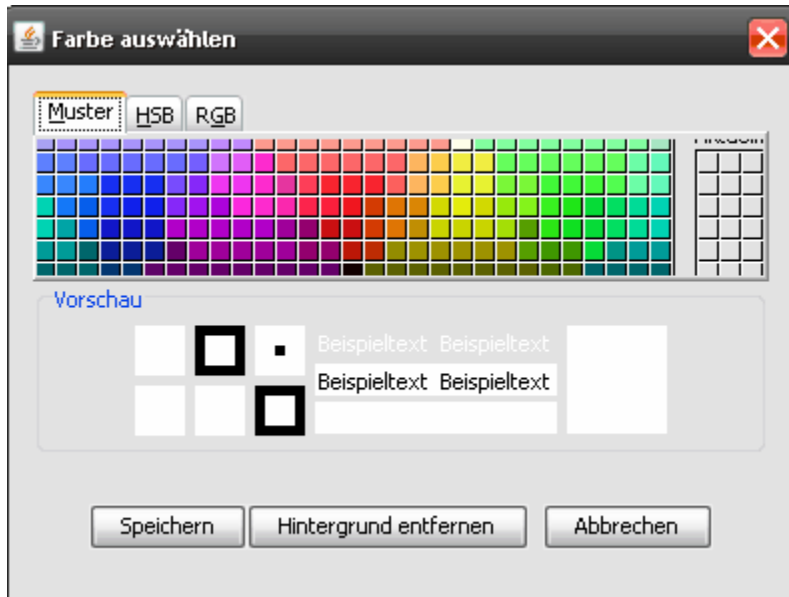 Farbe auswählen
Muster HSB RGB
Vorschau
Beispieltext Beispieltext
Beispieltext Beispieltext
Speichern Hintergrund entfernen Abbrechen